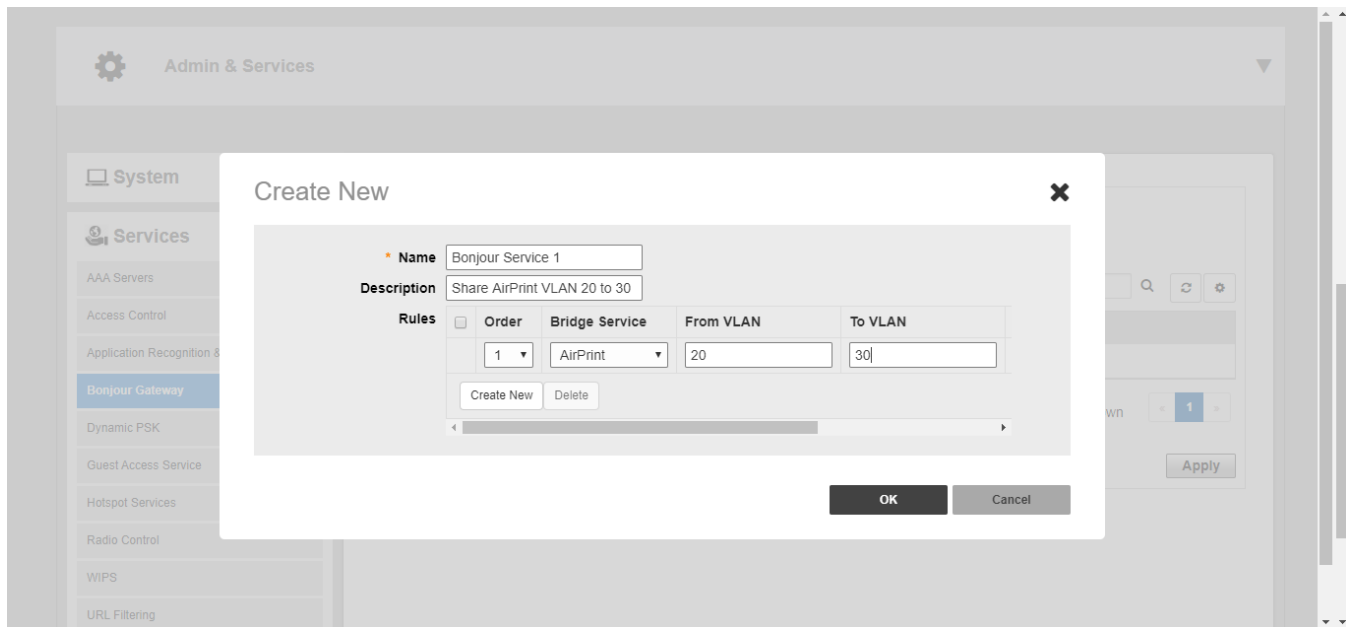 Admin & Services
System
Services
AAA Servers
Access Control
Application Recognition &
Bonjour Gateway
Dynamic PSK
Guest Access Service
Hotspot Services
Radio Control
WIPS
URL Filtering
Create New
* Name Bonjour Service 1
Description Share AirPrint VLAN 20 to 30
Rules Order Bridge Service From VLAN To VLAN
1 AirPrint 20 30
Create New Delete
OK Cancel
wn « 1 »
Apply